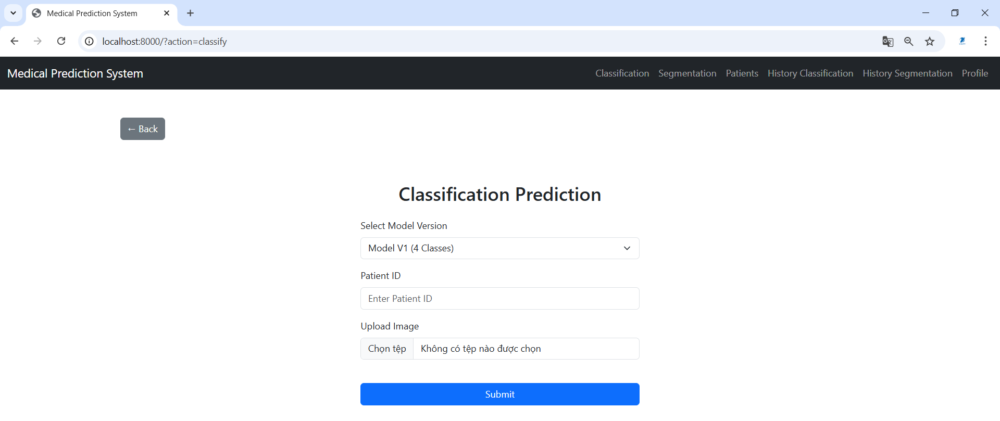 Medical Prediction System
localhost:8000/?action=classify
Medical Prediction System
Classification Segmentation Patients History Classification History Segmentation Profile
← Back
Classification Prediction
Select Model Version
Model V1 (4 Classes)
Patient ID
Enter Patient ID
Upload Image
Chọn tệp Không có tệp nào được chọn
Submit